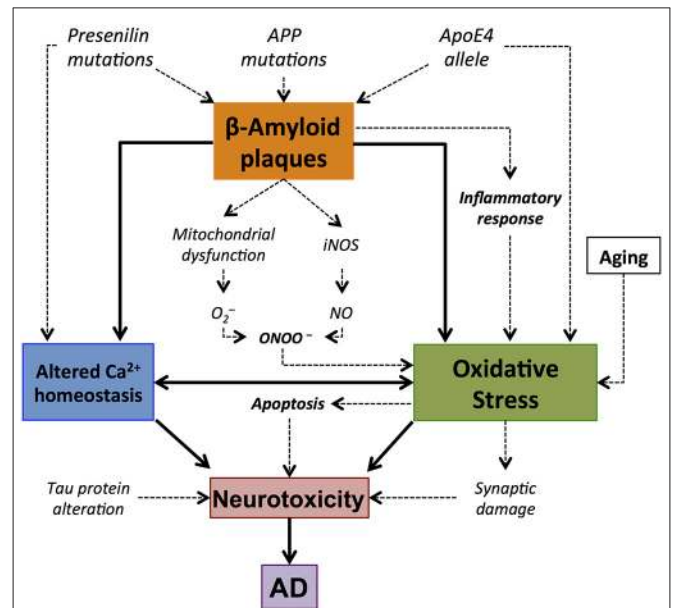 Presenilin
mutations
APP
mutations
ApoE4
allele
β-Amyloid
plaques
Inflammatory
response
Mitochondrial
dysfunction
iNOS
Aging
O₂⁻
NO
ONOO⁻
Altered Ca²⁺
homeostasis
Oxidative
Stress
Apoptosis
Tau protein
alteration
Neurotoxicity
Synaptic
damage
AD